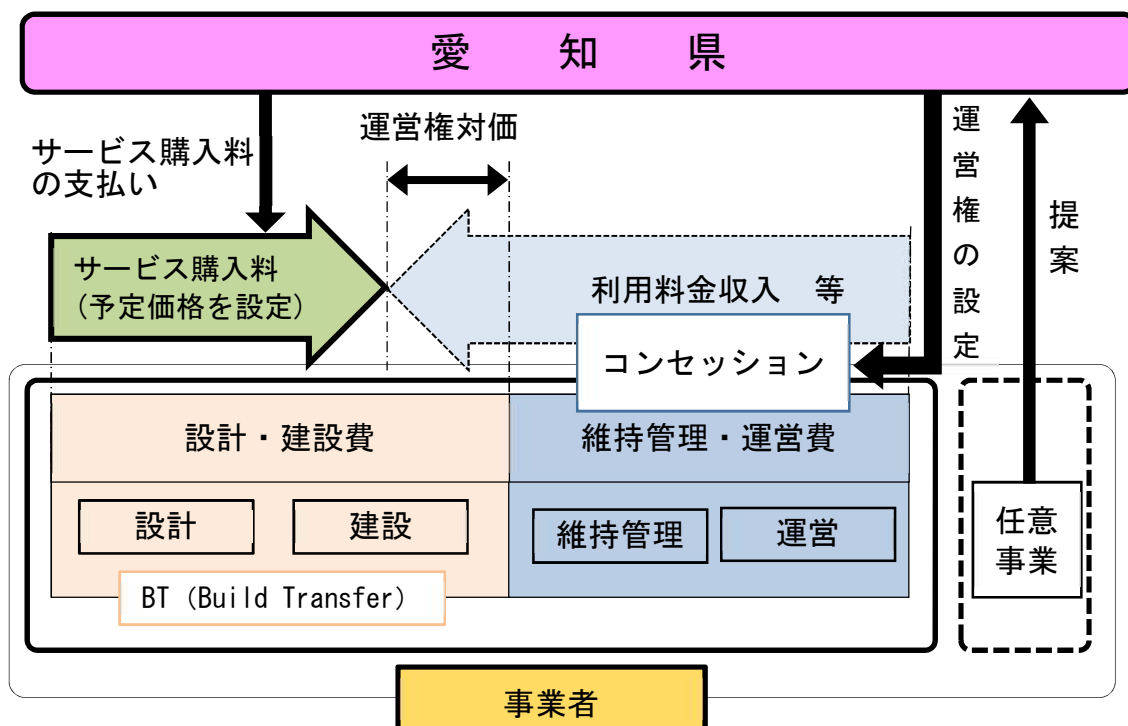 愛　知　県
運営権対価
サービス購入料
の支払い
運営権の設定
提案
サービス購入料
(予定価格を設定)
利用料金収入　等
コンセッション
設計・建設費
維持管理・運営費
設計
建設
維持管理
運営
任意
事業
BT (Build Transfer)
事業者